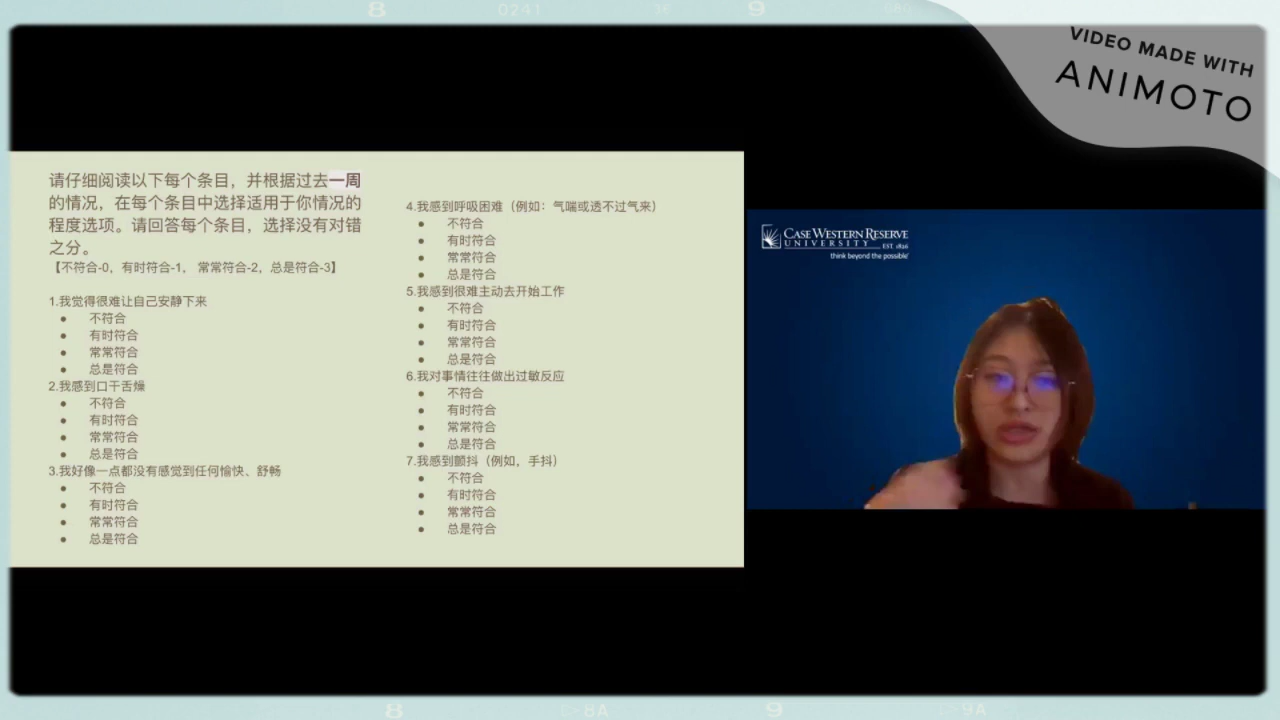 8
0241
38
9
VIDEO MADE WITH
ANIMOTO
请仔细阅读以下每个条目，并根据过去一周
的情况，在每个条目中选择适用于你情况的
程度选项。请回答每个条目，选择没有对错
之分。
【不符合-0，有时符合-1， 常常符合-2，总是符合-3】
1.我觉得很难让自己安静下来
● 不符合
● 有时符合
● 常常符合
● 总是符合
2.我感到口干舌燥
● 不符合
● 有时符合
● 常常符合
● 总是符合
3.我好像一点都没有感觉到任何愉快、舒畅
● 不符合
● 有时符合
● 常常符合
● 总是符合
4.我感到呼吸困难（例如：气喘或透不过气来）
● 不符合
● 有时符合
● 常常符合
● 总是符合
5.我感到很难主动去开始工作
● 不符合
● 有时符合
● 常常符合
● 总是符合
6.我对事情往往做出过敏反应
● 不符合
● 有时符合
● 常常符合
● 总是符合
7.我感到颤抖（例如，手抖）
● 不符合
● 有时符合
● 常常符合
● 总是符合
CASE WESTERN RESERVE
UNIVERSITY EST. 1826
think beyond the possible
8
▷8A
9
▷9A